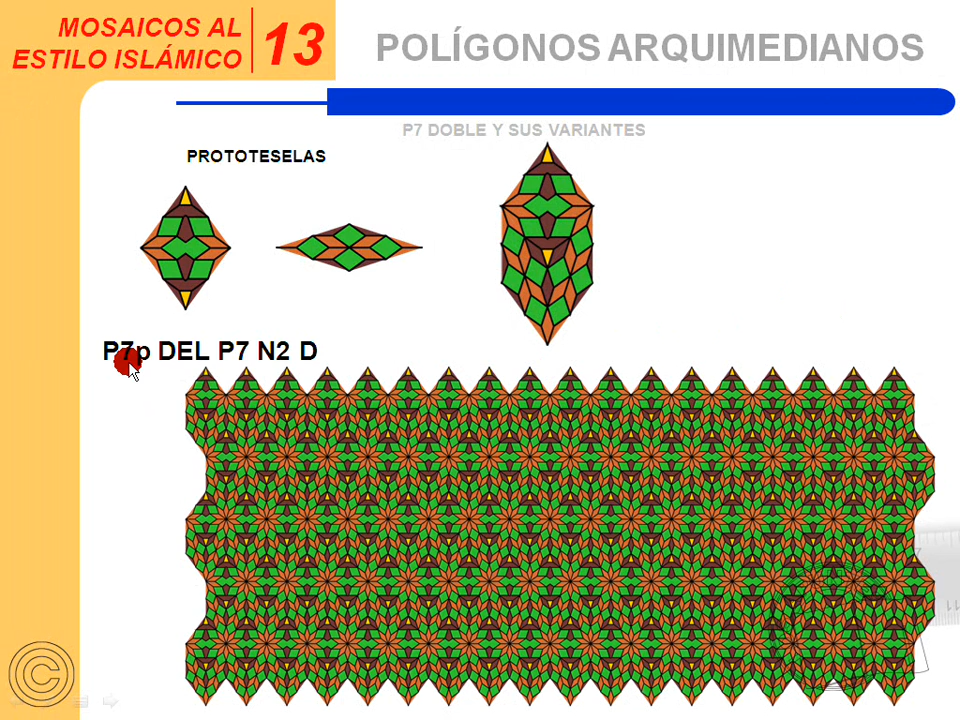 MOSAICOS AL
ESTILO ISLÁMICO
13
POLÍGONOS ARQUIMEDIANOS
P7 DOBLE Y SUS VARIANTES
PROTOTESELAS
P7p DEL P7 N2 D
©